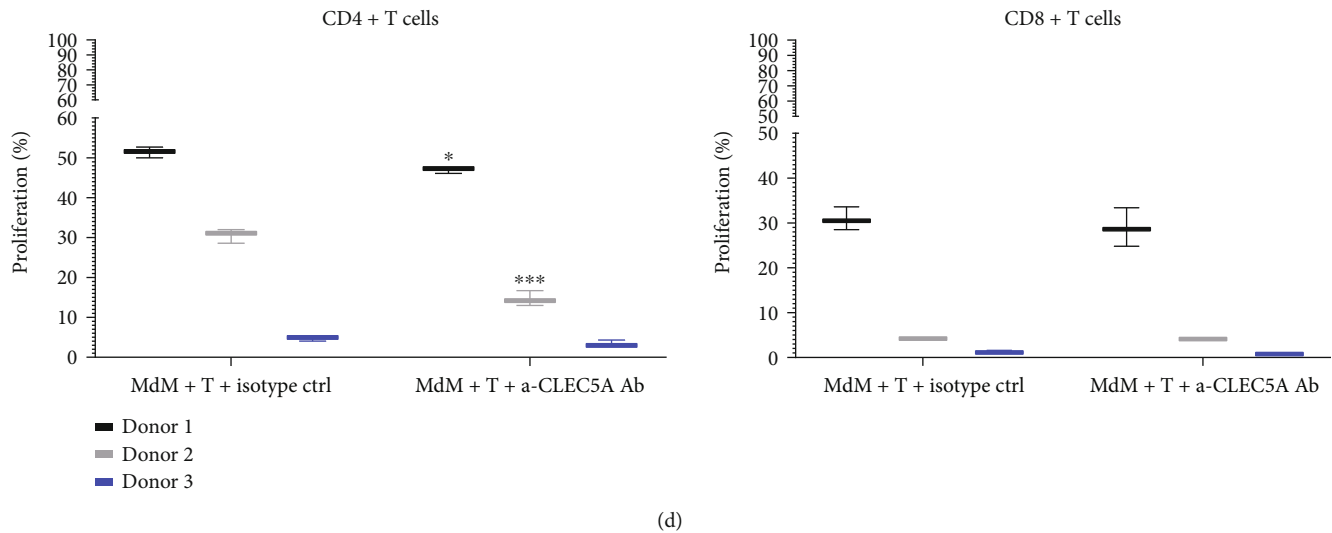 CD4 + T cells
Proliferation (%)
100
90
80
70
60
60
50
40
30
20
10
0
*
***
MdM + T + isotype ctrl
MdM + T + a-CLEC5A Ab
Donor 1
Donor 2
Donor 3
CD8 + T cells
Proliferation (%)
100
90
80
70
60
50
50
40
30
20
10
0
MdM + T + isotype ctrl
MdM + T + a-CLEC5A Ab
(d)